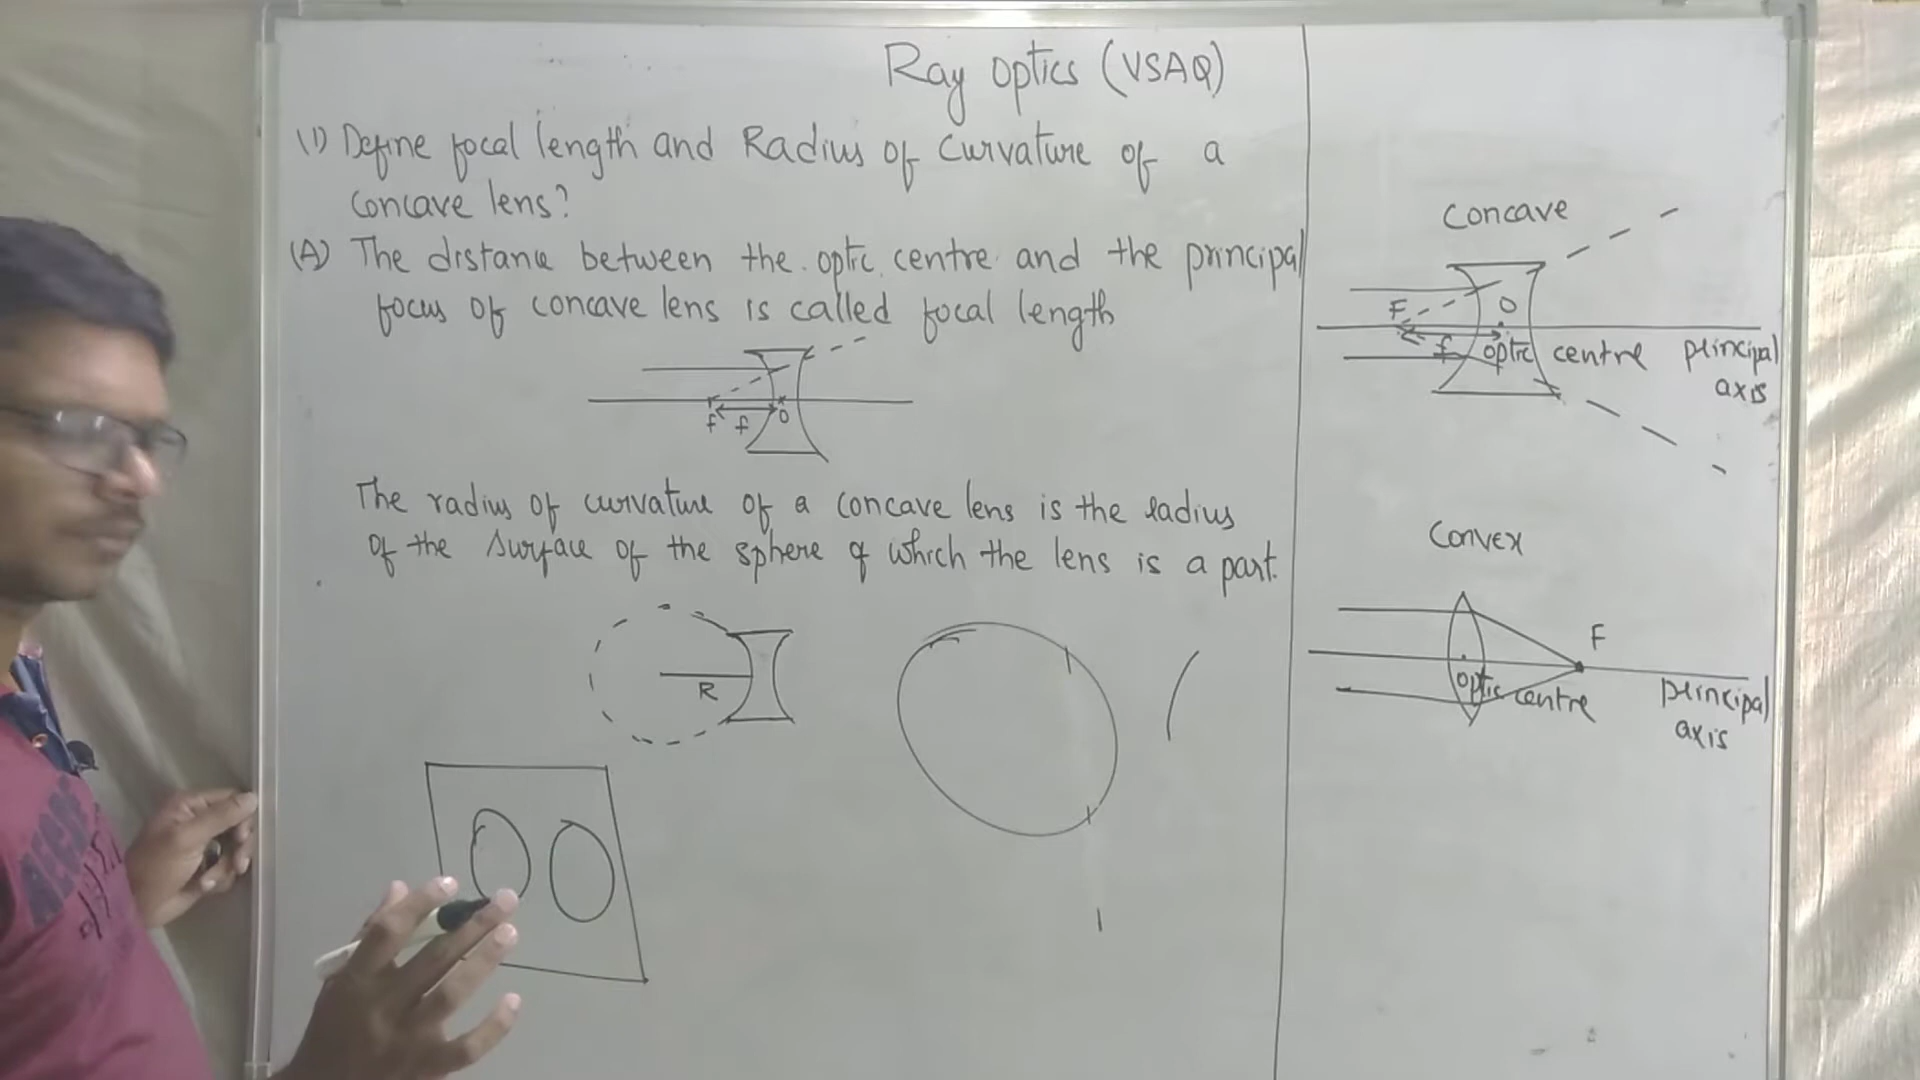 Ray Optics (VSAQ)
(1) Define focal length and Radius of Curvature of a
Concave lens?
(A) The distance between the optic centre and the principal
focus of concave lens is called focal length
f f O
The radius of curvature of a concave lens is the radius
of the surface of the sphere of which the lens is a part.
R
Concave
F O
f optic centre principal
axis
Convex
F
optic centre principal
axis